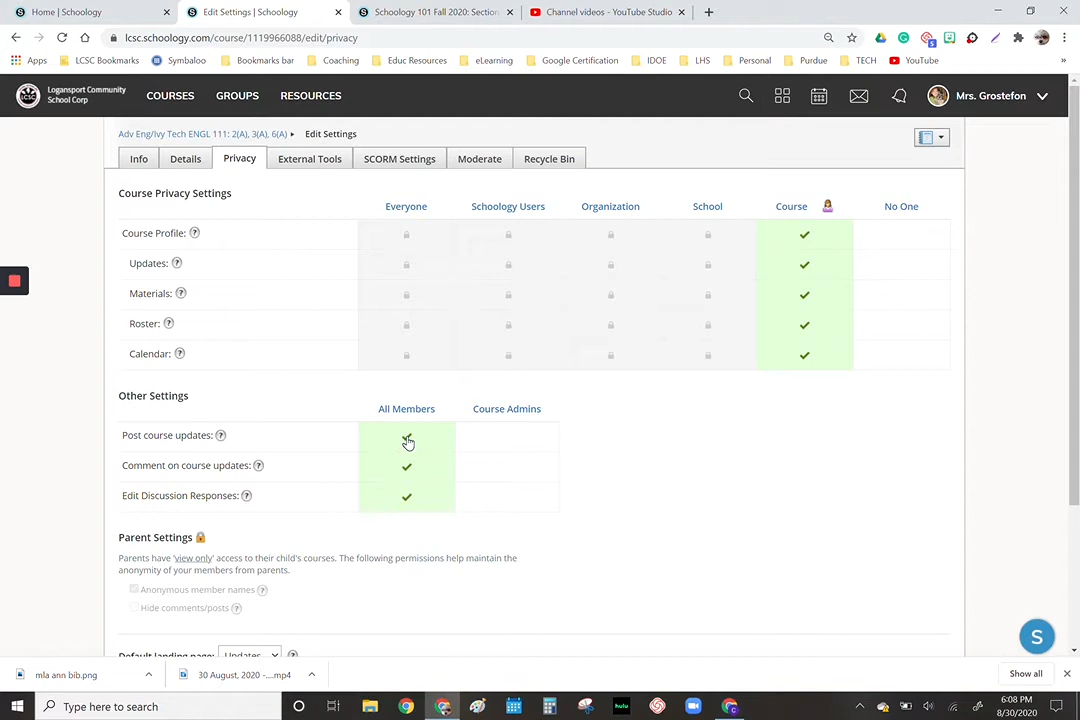 Home | Schoology
Edit Settings | Schoology
Schoology 101 Fall 2020: Section
Channel videos - YouTube Studio
lcsc.schoology.com/course/1119966088/edit/privacy
Apps
LCSC Bookmarks
Symbaloo
Bookmarks bar
Coaching
Educ Resources
eLearning
Google Certification
IDOE
LHS
Personal
Purdue
TECH
YouTube
Logansport Community
School Corp
COURSES
GROUPS
RESOURCES
Mrs. Grostefon
Adv Eng/Ivy Tech ENGL 111: 2(A), 3(A), 6(A) ▸ Edit Settings
Info
Details
Privacy
External Tools
SCORM Settings
Moderate
Recycle Bin
Course Privacy Settings
Everyone
Schoology Users
Organization
School
Course
No One
Course Profile: ?
Updates: ?
Materials: ?
Roster: ?
Calendar: ?
Other Settings
All Members
Course Admins
Post course updates: ?
Comment on course updates: ?
Edit Discussion Responses: ?
Parent Settings
Parents have 'view only' access to their child's courses. The following permissions help maintain the
anonymity of your members from parents.
Anonymous member names ?
Hide comments/posts ?
Default landing page: Updates ?
S
mla ann bib.png
30 August, 2020 -....mp4
Show all
Type here to search
hulu
6:08 PM
8/30/2020